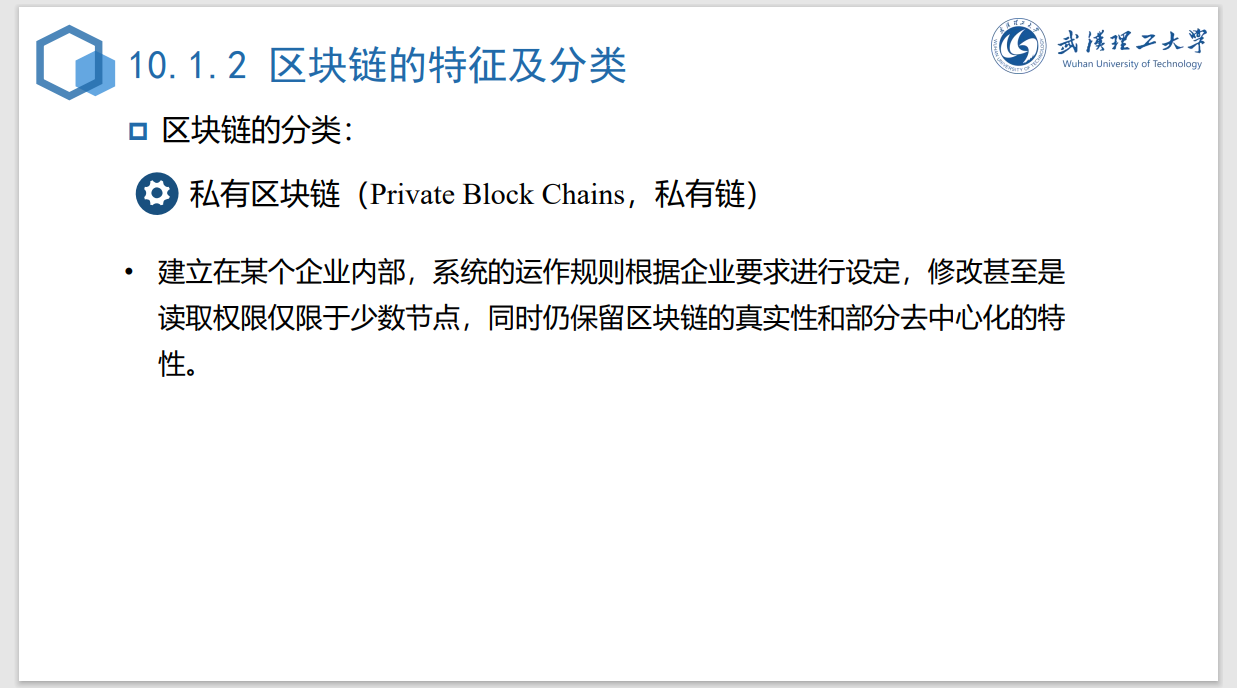 10.1.2 区块链的特征及分类
武汉理工大学
Wuhan University of Technology
区块链的分类：
私有区块链（Private Block Chains，私有链）
• 建立在某个企业内部，系统的运作规则根据企业要求进行设定，修改甚至是
读取权限仅限于少数节点，同时仍保留区块链的真实性和部分去中心化的特
性。